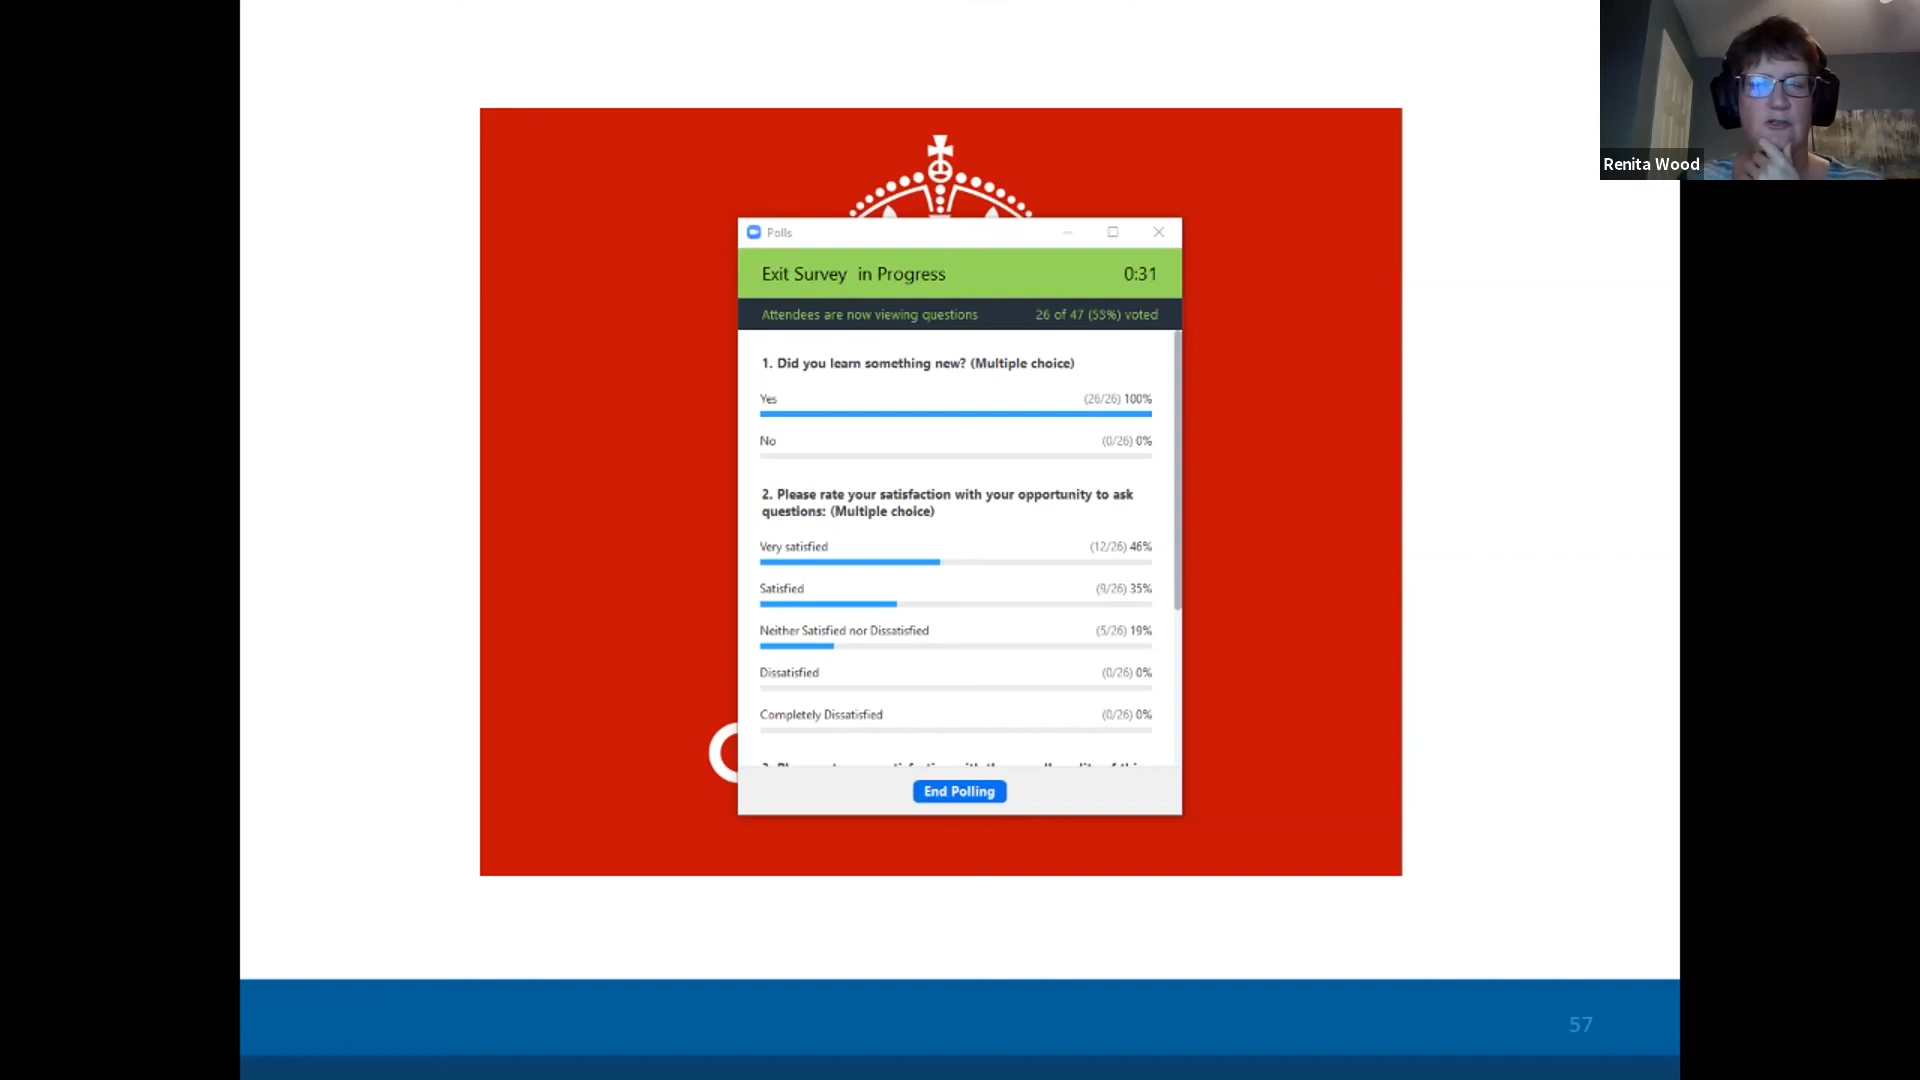 Renita Wood
Polls
Exit Survey in Progress 0:31
Attendees are now viewing questions 26 of 47 (55%) voted
1. Did you learn something new? (Multiple choice)
Yes (26/26) 100%
No (0/26) 0%
2. Please rate your satisfaction with your opportunity to ask
questions: (Multiple choice)
Very satisfied (12/26) 46%
Satisfied (9/26) 35%
Neither Satisfied nor Dissatisfied (5/26) 19%
Dissatisfied (0/26) 0%
Completely Dissatisfied (0/26) 0%
End Polling
57